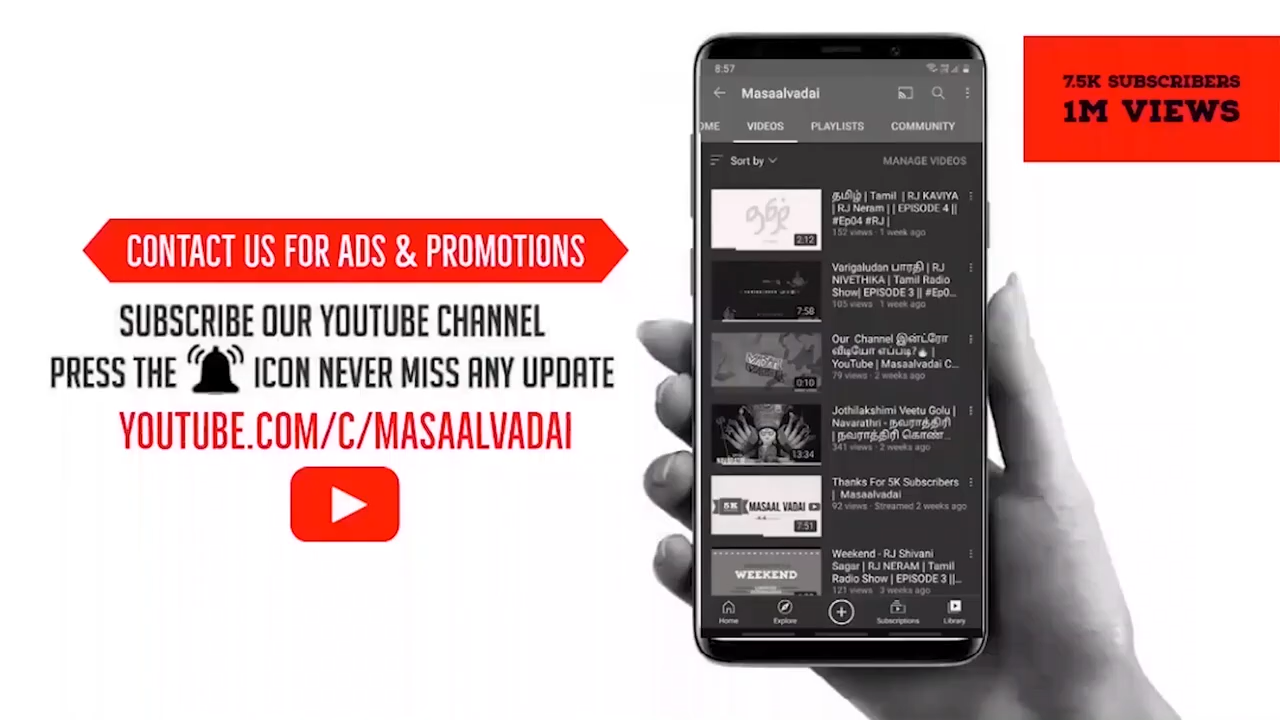 7.5K SUBSCRIBERS
1M VIEWS
CONTACT US FOR ADS & PROMOTIONS
SUBSCRIBE OUR YOUTUBE CHANNEL
PRESS THE ICON NEVER MISS ANY UPDATE
YOUTUBE.COM/C/MASAALVADAI
8:57
Masaalvadai
OME VIDEOS PLAYLISTS COMMUNITY
Sort by MANAGE VIDEOS
தமிழ்
2:12
தமிழ் | Tamil | RJ KAVIYA
| RJ Neram | | EPISODE 4 ||
#Ep04 #RJ |
152 views · 1 week ago
7:58
Varigaludan பாரதி | RJ
NIVETHIKA | Tamil Radio
Show| EPISODE 3 || #Ep0...
105 views · 1 week ago
0:10
Our Channel இன்ட்ரோ
வீடியோ எப்படி? |
YouTube | Masaalvadai C...
79 views · 2 weeks ago
13:34
Jothilakshimi Veetu Golu |
Navarathri - நவராத்திரி
| நவராத்திரி கொண்...
341 views · 2 weeks ago
5K MASAAL VADAI
7:51
Thanks For 5K Subscribers
| Masaalvadai
92 views · Streamed 2 weeks ago
WEEKEND
Weekend - RJ Shivani
Sagar | RJ NERAM | Tamil
Radio Show | EPISODE 3 ||...
121 views · 3 weeks ago
Home Explore Subscriptions Library